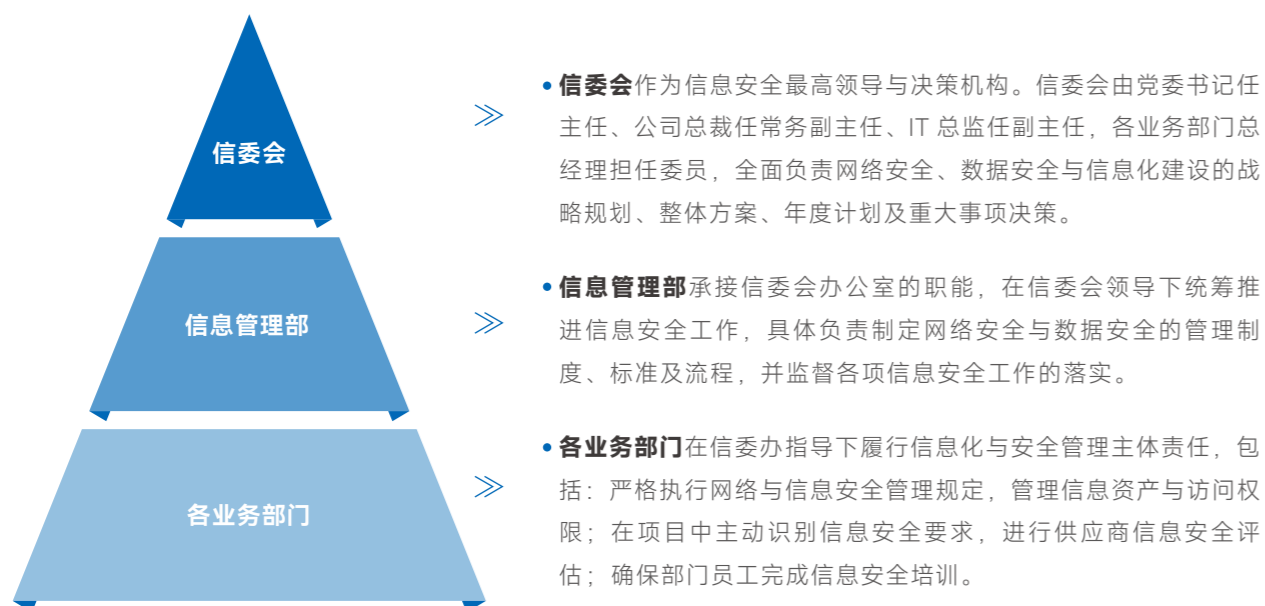 信委会
信息管理部
各业务部门
•信委会作为信息安全最高领导与决策机构。信委会由党委书记任
主任、公司总裁任常务副主任、IT 总监任副主任，各业务部门总
经理担任委员，全面负责网络安全、数据安全与信息化建设的战
略规划、整体方案、年度计划及重大事项决策。
•信息管理部承接信委会办公室的职能，在信委会领导下统筹推
进信息安全工作，具体负责制定网络安全与数据安全的管理制
度、标准及流程，并监督各项信息安全工作的落实。
•各业务部门在信委办指导下履行信息化与安全管理主体责任，包
括：严格执行网络与信息安全管理规定，管理信息资产与访问权
限；在项目中主动识别信息安全要求，进行供应商信息安全评
估；确保部门员工完成信息安全培训。